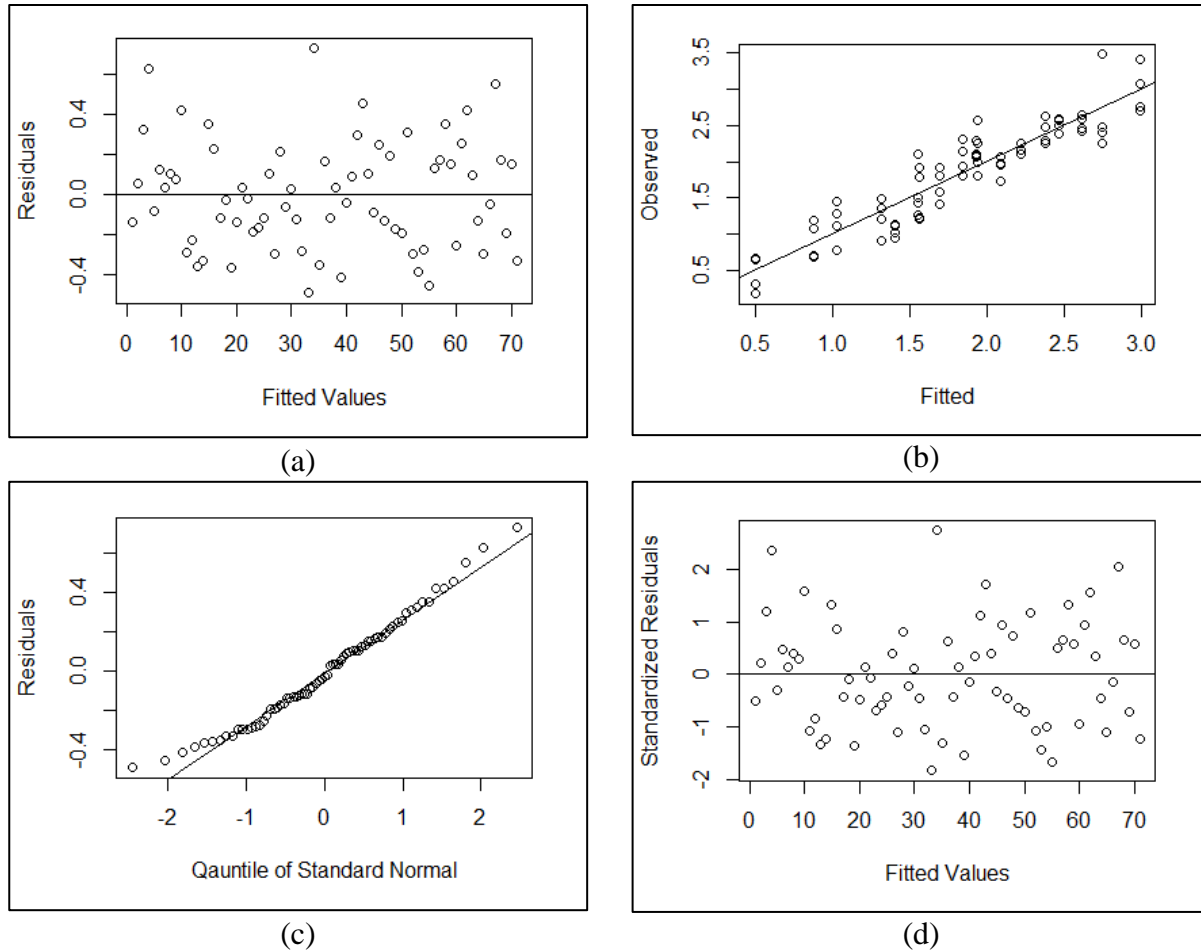 Residuals
0.4
0.0
-0.4
0 10 20 30 40 50 60 70
Fitted Values
(a)
Observed
3.5
2.5
1.5
0.5
0.5 1.0 1.5 2.0 2.5 3.0
Fitted
(b)
Residuals
0.4
0.0
-0.4
-2 -1 0 1 2
Qauntile of Standard Normal
(c)
Standardized Residuals
2
1
0
-1
-2
0 10 20 30 40 50 60 70
Fitted Values
(d)